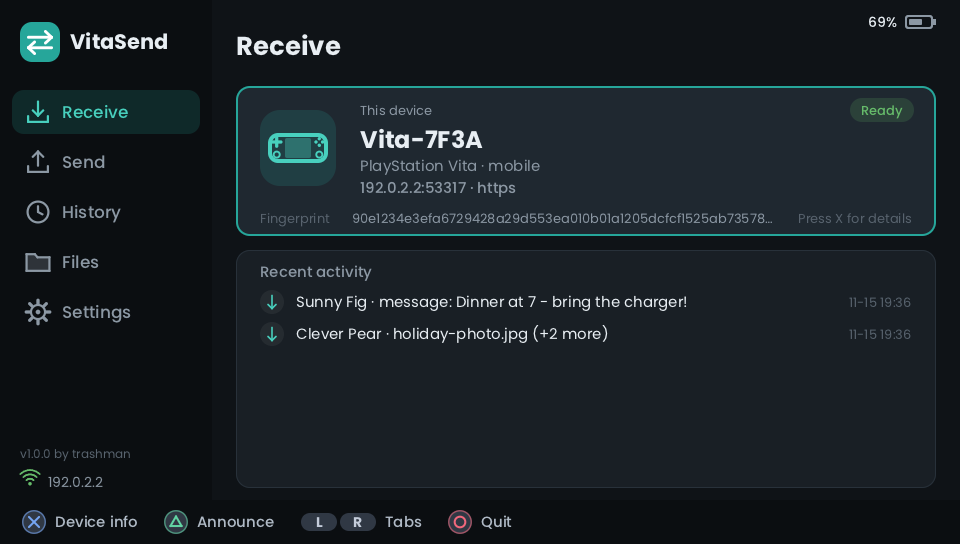 VitaSend
69%
Receive
Receive
Send
History
Files
Settings
This device
Ready
Vita-7F3A
PlayStation Vita · mobile
192.0.2.2:53317 · https
Fingerprint 90e1234e3efa6729428a29d553ea010b01a1205dcfcf1525ab73578… Press X for details
Recent activity
Sunny Fig · message: Dinner at 7 - bring the charger! 11-15 19:36
Clever Pear · holiday-photo.jpg (+2 more) 11-15 19:36
v1.0.0 by trashman
192.0.2.2
Device info Announce L R Tabs Quit